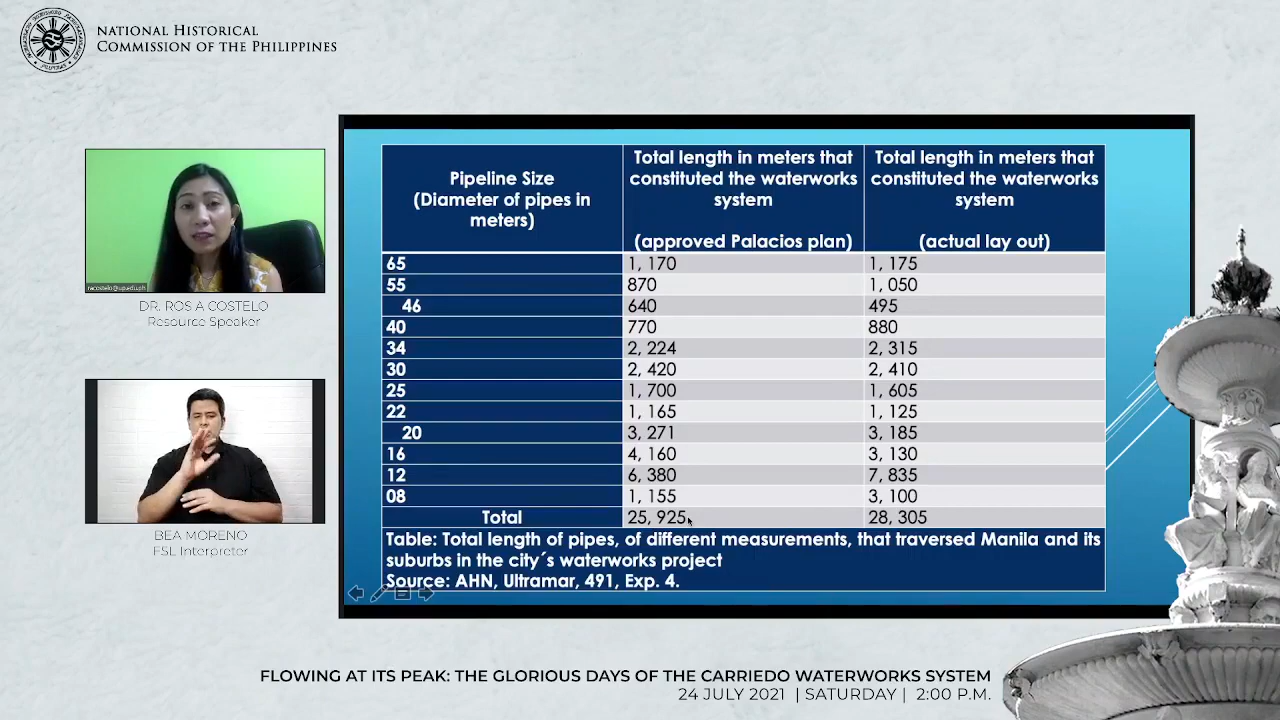 NATIONAL HISTORICAL
COMMISSION OF THE PHILIPPINES
racostelo@up.edu.ph
DR. ROS A COSTELO
Resource Speaker
BEA MORENO
FSL Interpreter
Pipeline Size
(Diameter of pipes in
meters)
Total length in meters that
constituted the waterworks
system
(approved Palacios plan)
Total length in meters that
constituted the waterworks
system
(actual lay out)
65 1, 170 1, 175
55 870 1, 050
46 640 495
40 770 880
34 2, 224 2, 315
30 2, 420 2, 410
25 1, 700 1, 605
22 1, 165 1, 125
20 3, 271 3, 185
16 4, 160 3, 130
12 6, 380 7, 835
08 1, 155 3, 100
Total 25, 925 28, 305
Table: Total length of pipes, of different measurements, that traversed Manila and its
suburbs in the city´s waterworks project
Source: AHN, Ultramar, 491, Exp. 4.
FLOWING AT ITS PEAK: THE GLORIOUS DAYS OF THE CARRIEDO WATERWORKS SYSTEM
24 JULY 2021 | SATURDAY | 2:00 P.M.